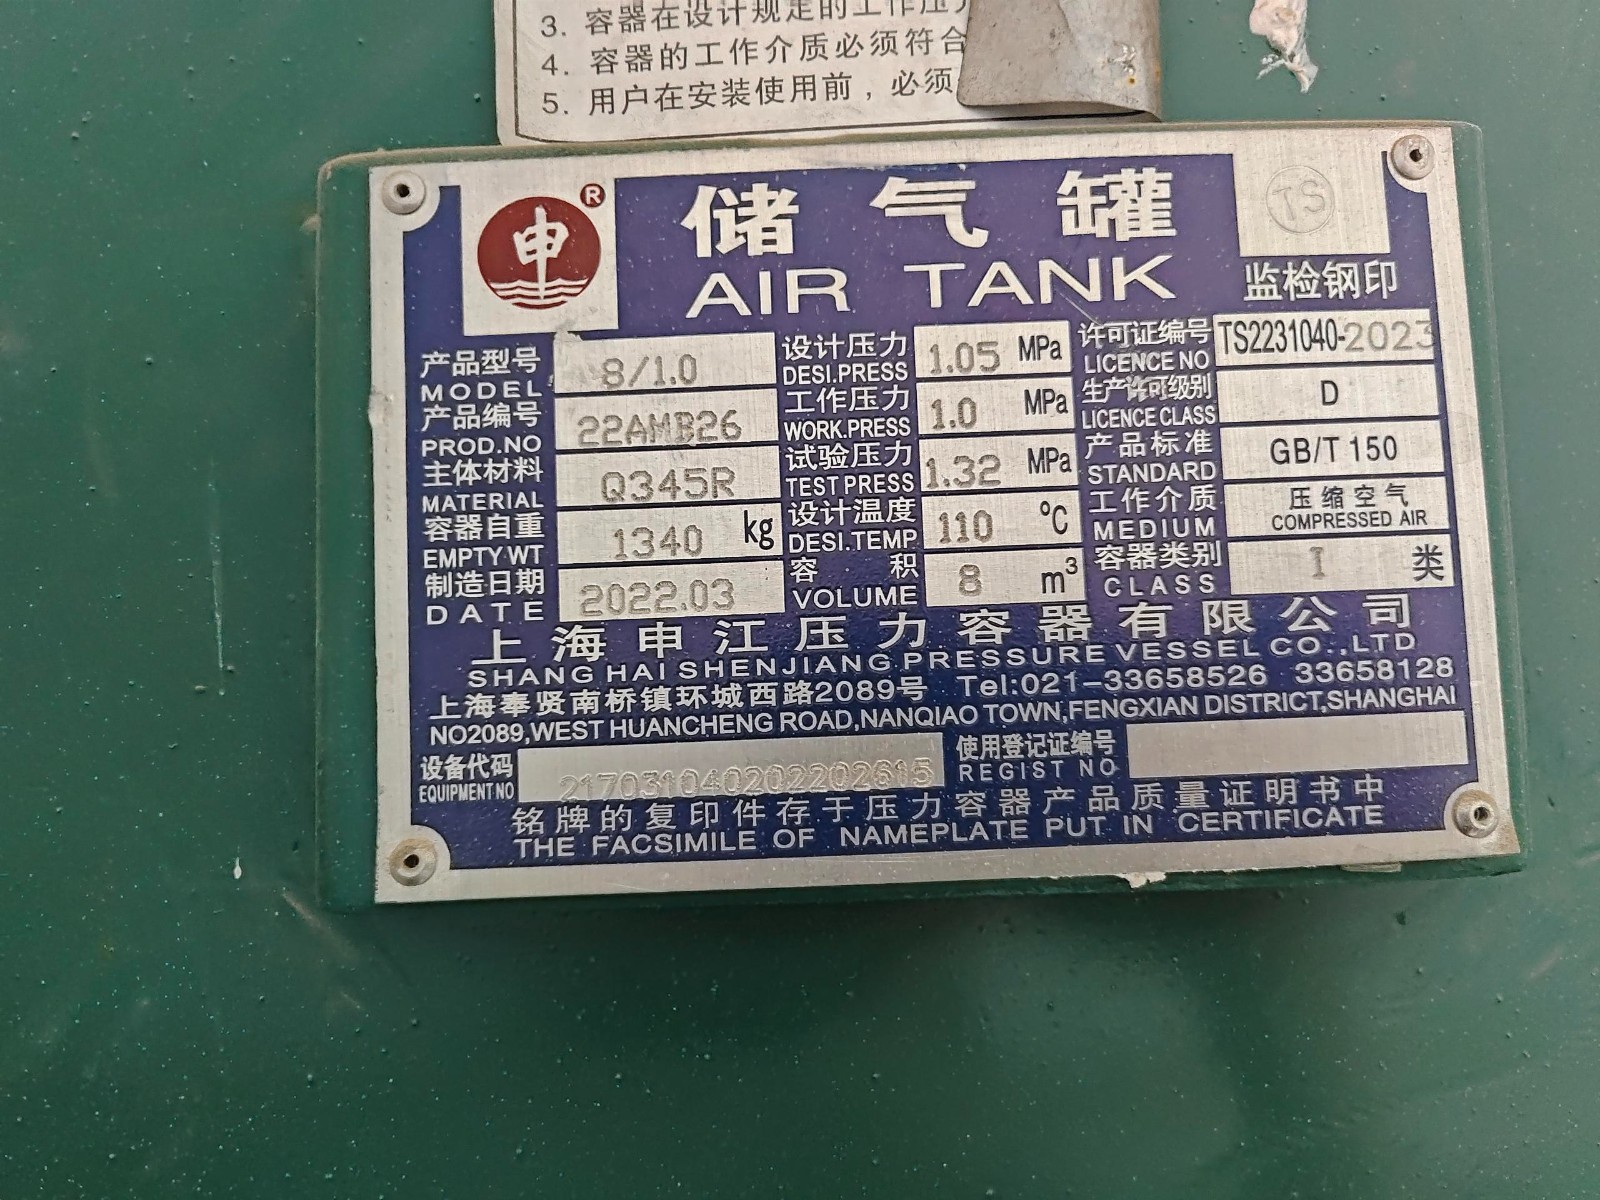 3. 容器在设计规定的工作压力
4. 容器的工作介质必须符合
5. 用户在安装使用前，必须
申 ®
储气罐
AIR TANK
TS
监检钢印
产品型号 MODEL 8/1.0
设计压力 DESI.PRESS 1.05 MPa
许可证编号 LICENCE NO TS2231040-2023
产品编号 PROD.NO 22AMB26
工作压力 WORK.PRESS 1.0 MPa
生产许可级别 LICENCE CLASS D
主体材料 MATERIAL Q345R
试验压力 TEST PRESS 1.32 MPa
产品标准 STANDARD GB/T 150
容器自重 EMPTY WT 1340 kg
设计温度 DESI.TEMP 110 ℃
工作介质 MEDIUM 压缩空气 COMPRESSED AIR
制造日期 DATE 2022.03
容积 VOLUME 8 m³
容器类别 CLASS I 类
上海申江压力容器有限公司
SHANG HAI SHENJIANG PRESSURE VESSEL CO.,LTD
上海奉贤南桥镇环城西路2089号 Tel:021-33658526 33658128
NO2089,WEST HUANCHENG ROAD,NANQIAO TOWN,FENGXIAN DISTRICT,SHANGHAI
设备代码 EQUIPMENT NO 217031040202202615
使用登记证编号 REGIST NO
铭牌的复印件存于压力容器产品质量证明书中
THE FACSIMILE OF NAMEPLATE PUT IN CERTIFICATE